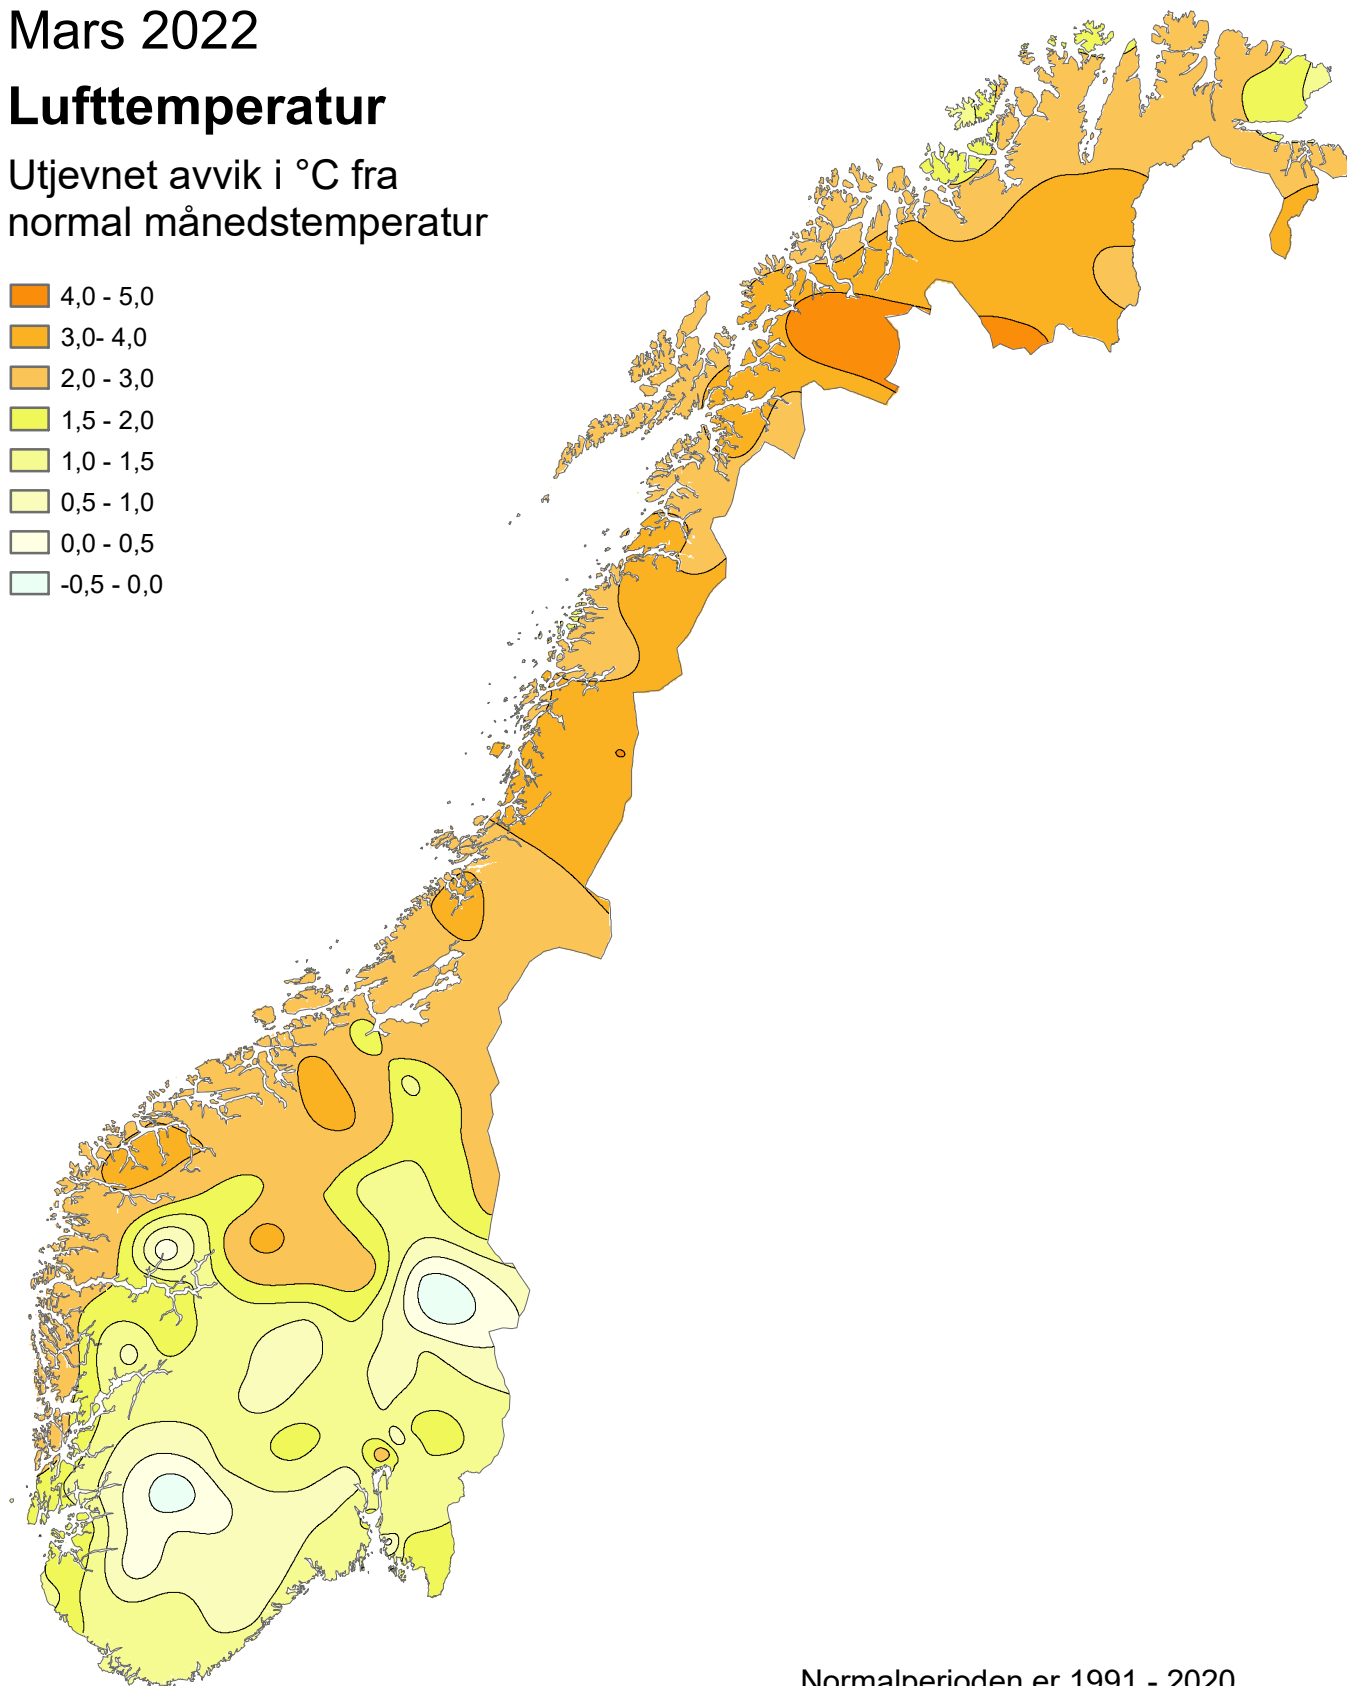 Mars 2022
Lufttemperatur
Utjevnet avvik i °C fra
normal månedstemperatur
4,0 - 5,0
3,0- 4,0
2,0 - 3,0
1,5 - 2,0
1,0 - 1,5
0,5 - 1,0
0,0 - 0,5
-0,5 - 0,0
Normalperioden er 1991 - 2020